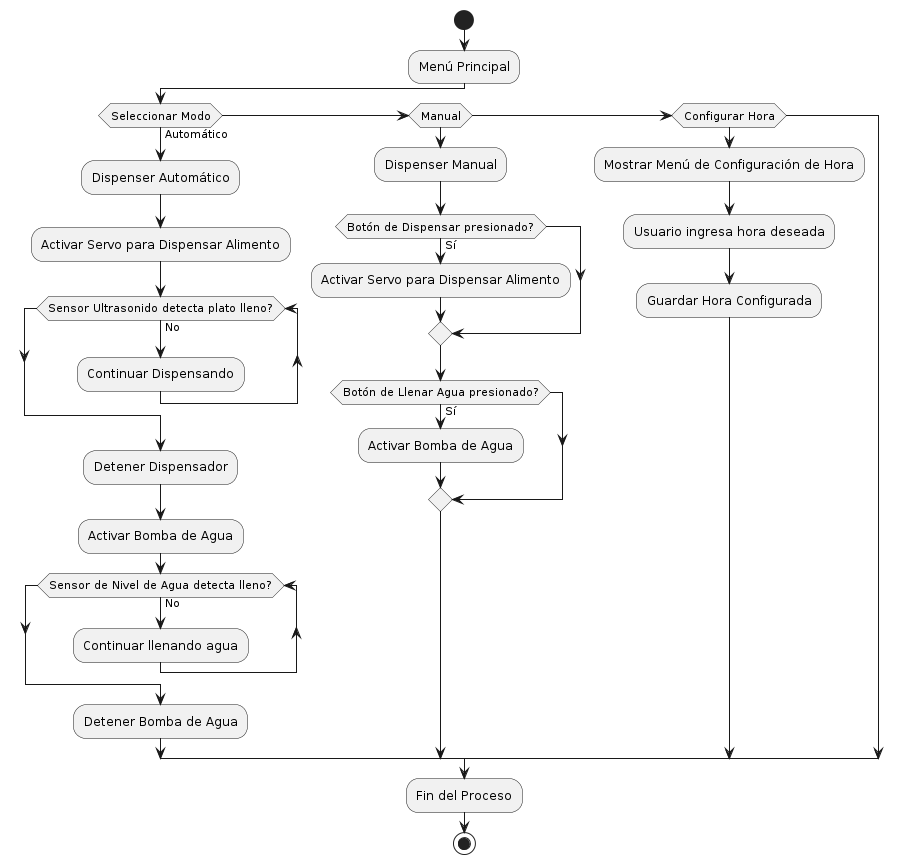 Menú Principal
Seleccionar Modo
Automático
Dispenser Automático
Activar Servo para Dispensar Alimento
Sensor Ultrasonido detecta plato lleno?
No
Continuar Dispensando
Detener Dispensador
Activar Bomba de Agua
Sensor de Nivel de Agua detecta lleno?
No
Continuar llenando agua
Detener Bomba de Agua
Manual
Dispenser Manual
Botón de Dispensar presionado?
Sí
Activar Servo para Dispensar Alimento
Botón de Llenar Agua presionado?
Sí
Activar Bomba de Agua
Configurar Hora
Mostrar Menú de Configuración de Hora
Usuario ingresa hora deseada
Guardar Hora Configurada
Fin del Proceso